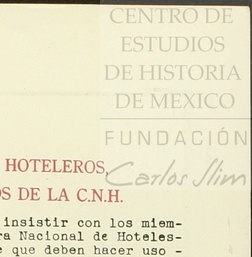 CENTRO DE
ESTUDIOS
DE HISTORIA
DE MEXICO
FUNDACIÓN
Carlos Slim
HOTELEROS,
OS DE LA C.N.H.
insistir con los miem-
ra Nacional de Hoteles-
e que deben hacer uso -